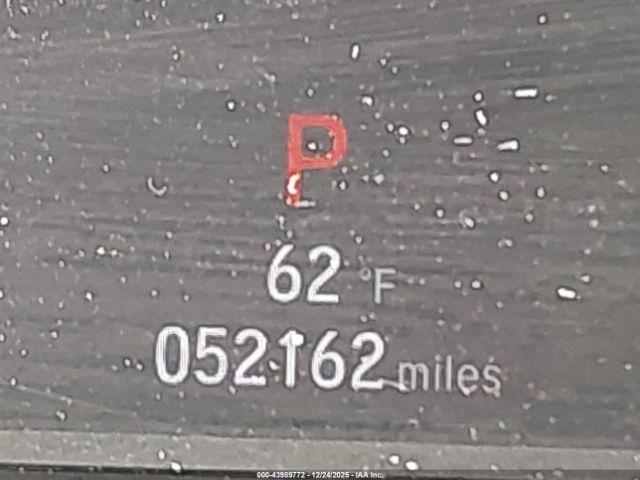 P
62 °F
052162 miles
000-43989772 - 12/24/2025 - IAA Inc.